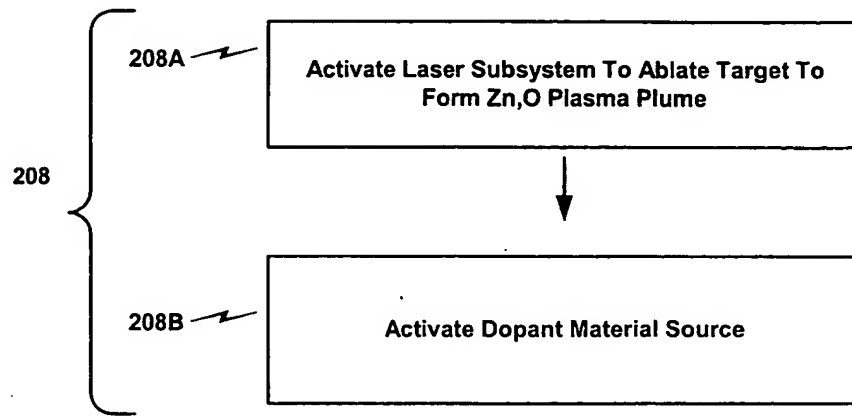 208A
Activate Laser Subsystem To Ablate Target To
Form Zn,O Plasma Plume
208
208B
Activate Dopant Material Source